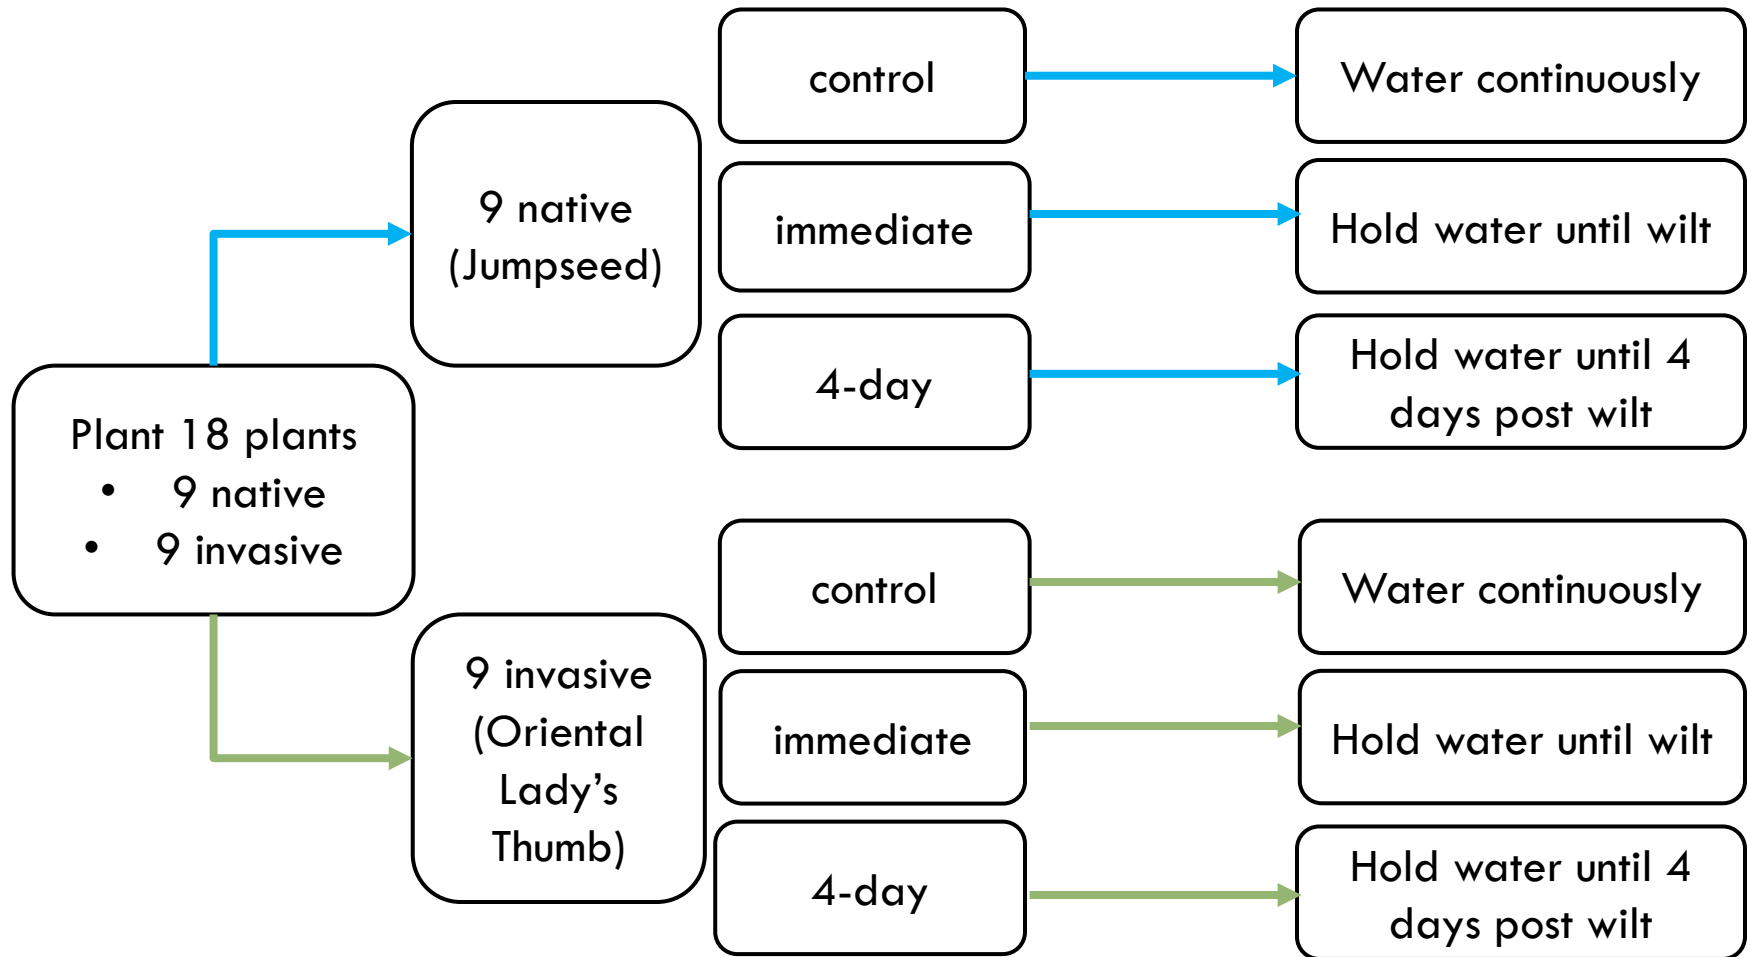 Plant 18 plants
• 9 native
• 9 invasive
9 native
(Jumpseed)
control
Water continuously
immediate
Hold water until wilt
4-day
Hold water until 4
days post wilt
9 invasive
(Oriental
Lady’s
Thumb)
control
Water continuously
immediate
Hold water until wilt
4-day
Hold water until 4
days post wilt